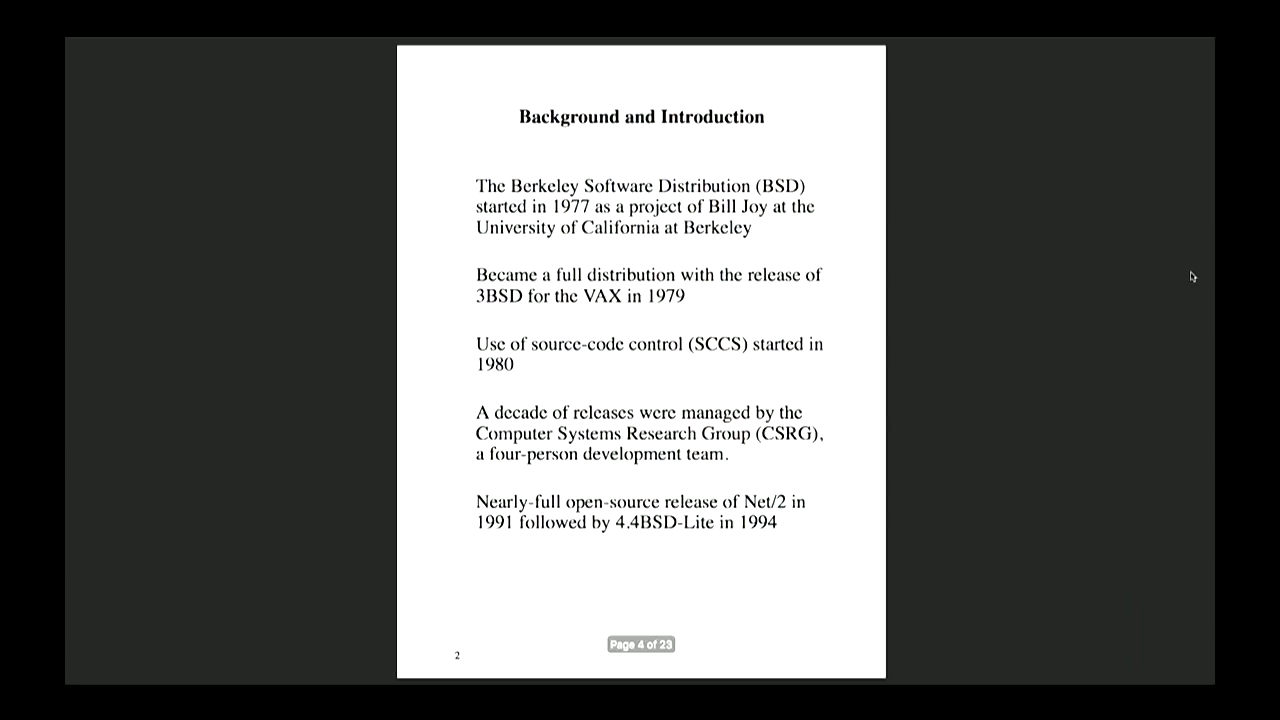 Background and Introduction
The Berkeley Software Distribution (BSD)
started in 1977 as a project of Bill Joy at the
University of California at Berkeley
Became a full distribution with the release of
3BSD for the VAX in 1979
Use of source-code control (SCCS) started in
1980
A decade of releases were managed by the
Computer Systems Research Group (CSRG),
a four-person development team.
Nearly-full open-source release of Net/2 in
1991 followed by 4.4BSD-Lite in 1994
Page 4 of 23
2